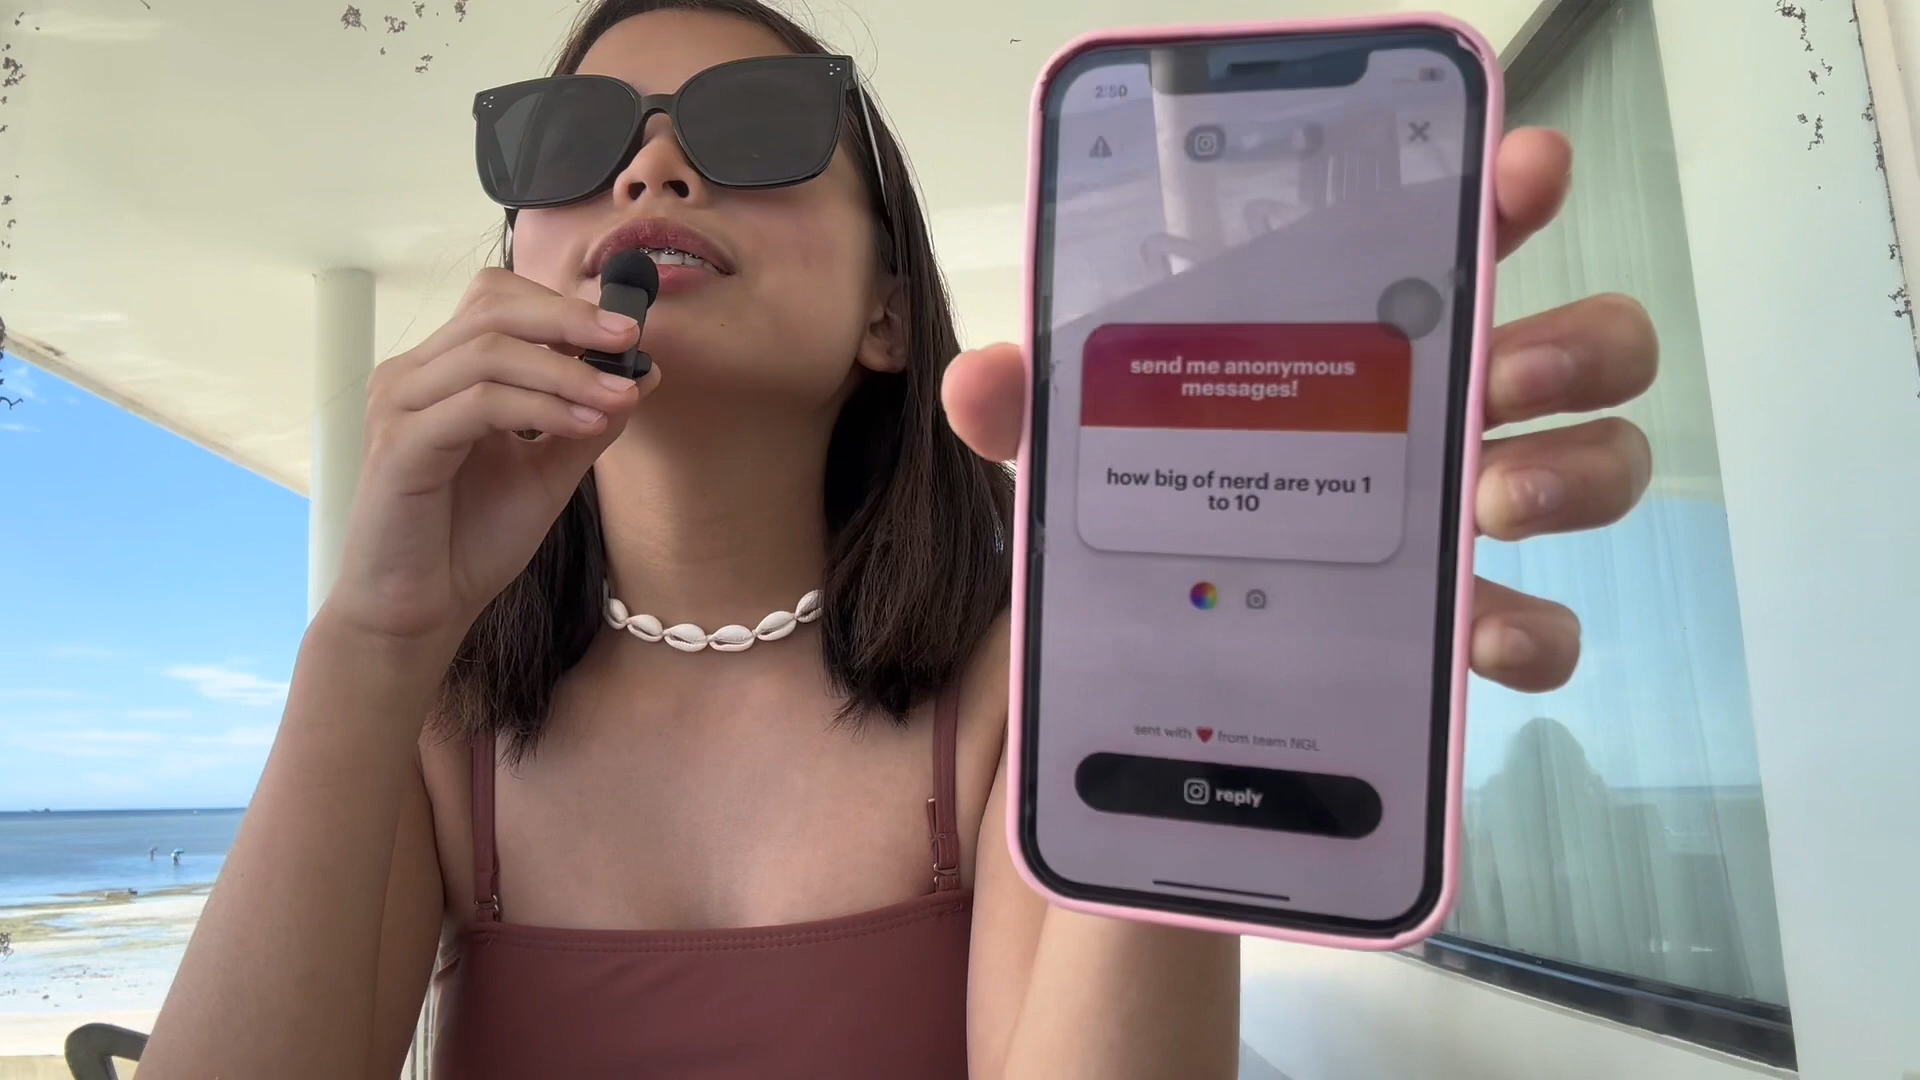 2:50
send me anonymous
messages!
how big of nerd are you 1
to 10
sent with ❤️ from team NGL
reply